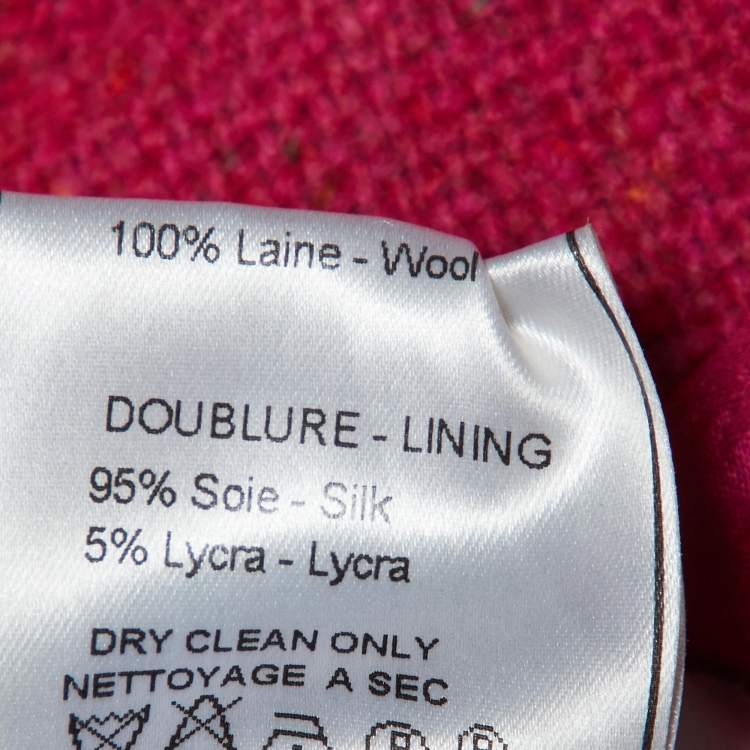 100% Laine - Wool
DOUBLURE - LINING
95% Soie - Silk
5% Lycra - Lycra
DRY CLEAN ONLY
NETTOYAGE A SEC
P P